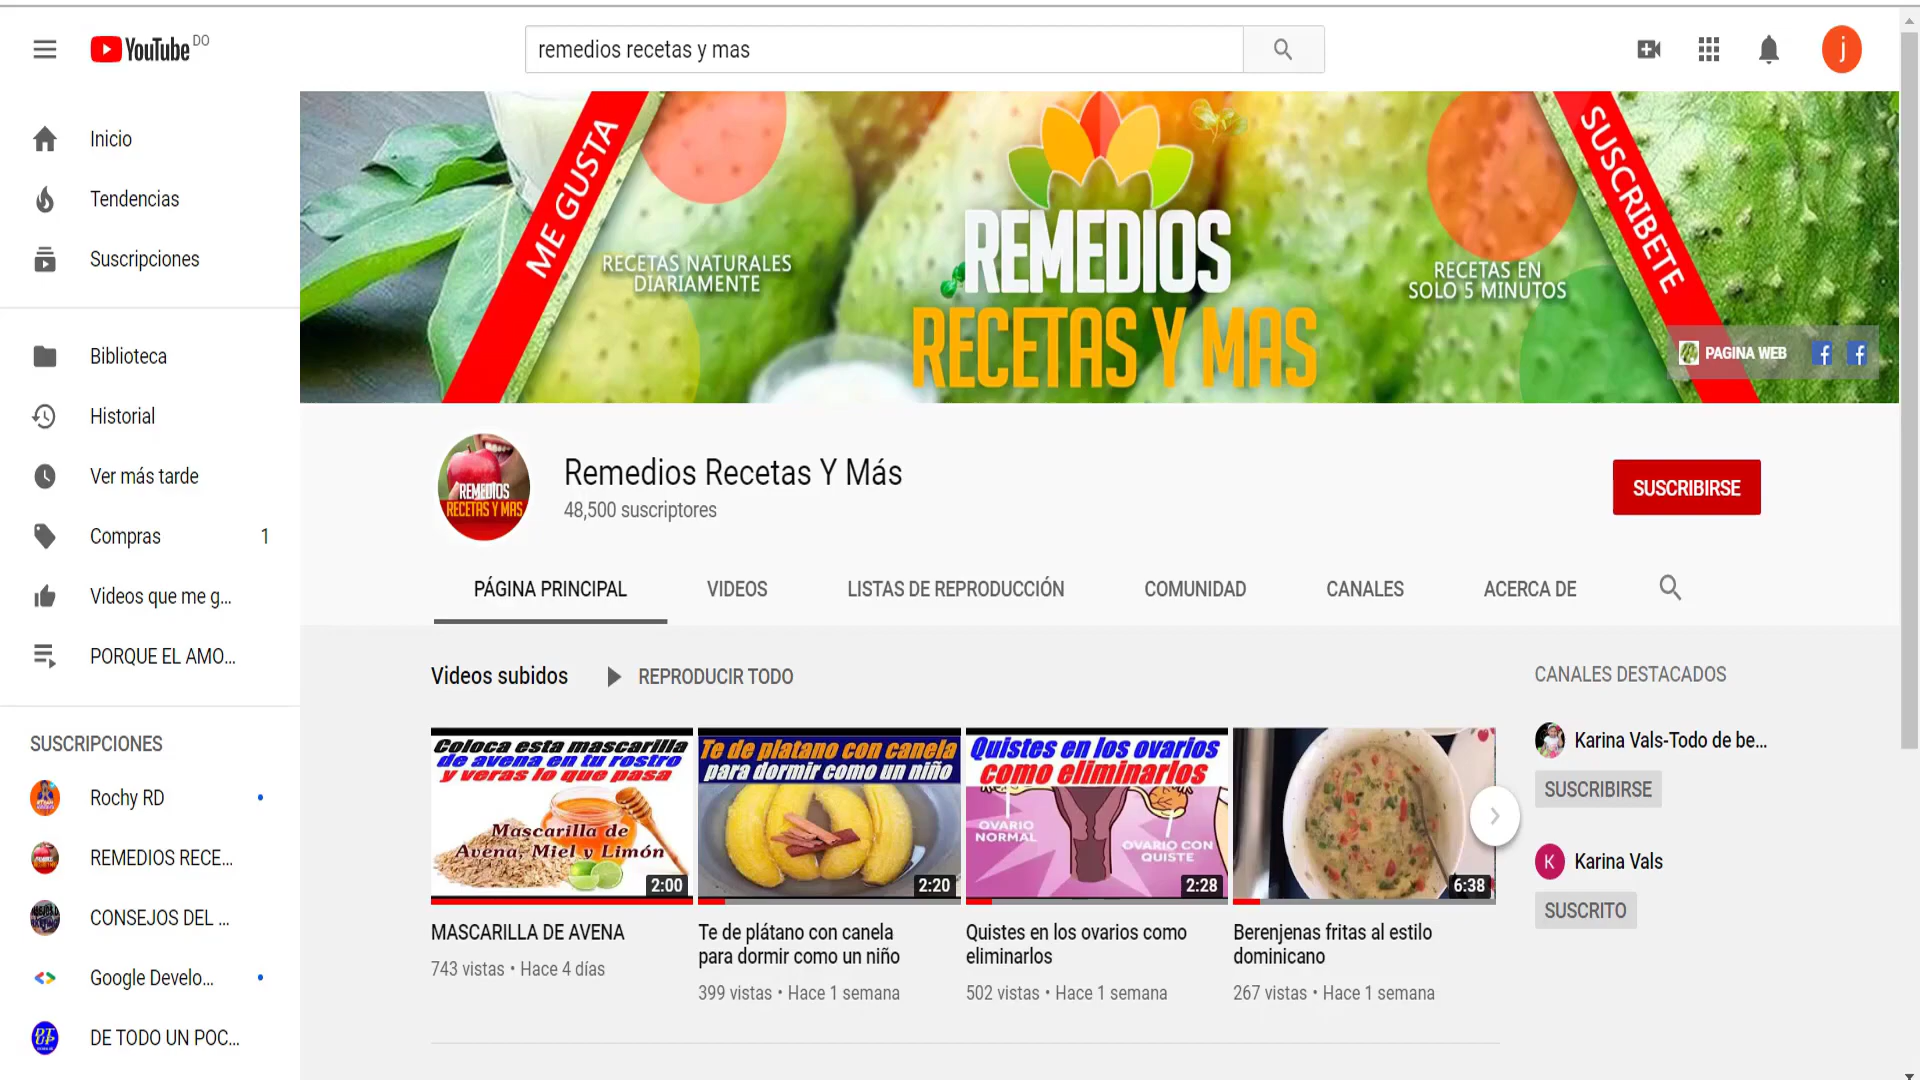 YouTube DO
remedios recetas y mas
j
Inicio
Tendencias
Suscripciones
Biblioteca
Historial
Ver más tarde
Compras 1
Videos que me g...
PORQUE EL AMO...
SUSCRIPCIONES
Rochy RD
REMEDIOS RECE...
CONSEJOS DEL ...
Google Develo...
DE TODO UN POC...
ME GUSTA
RECETAS NATURALES
DIARIAMENTE
REMEDIOS
RECETAS Y MAS
RECETAS EN
SOLO 5 MINUTOS
SUSCRIBETE
PAGINA WEB
REMEDIOS
RECETAS Y MAS
Remedios Recetas Y Más
48,500 suscriptores
SUSCRIBIRSE
PÁGINA PRINCIPAL VIDEOS LISTAS DE REPRODUCCIÓN COMUNIDAD CANALES ACERCA DE
Videos subidos REPRODUCIR TODO
Coloca esta mascarilla
de avena en tu rostro
y veras lo que pasa
Mascarilla de
Avena, Miel y Limón
2:00
MASCARILLA DE AVENA
743 vistas • Hace 4 días
Te de platano con canela
para dormir como un niño
2:20
Te de plátano con canela
para dormir como un niño
399 vistas • Hace 1 semana
Quistes en los ovarios
como eliminarlos
OVARIO
NORMAL
OVARIO CON
QUISTE
2:28
Quistes en los ovarios como
eliminarlos
502 vistas • Hace 1 semana
6:38
Berenjenas fritas al estilo
dominicano
267 vistas • Hace 1 semana
CANALES DESTACADOS
Karina Vals-Todo de be...
SUSCRIBIRSE
K
Karina Vals
SUSCRITO